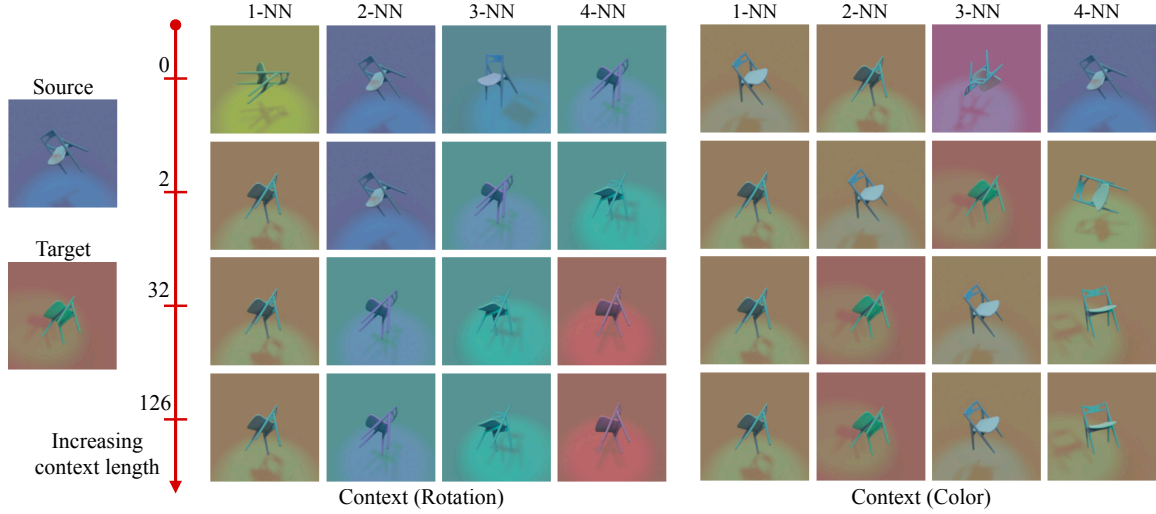 1-NN 2-NN 3-NN 4-NN 1-NN 2-NN 3-NN 4-NN
0
Source
2
Target
32
126
Increasing
context length
Context (Rotation) Context (Color)